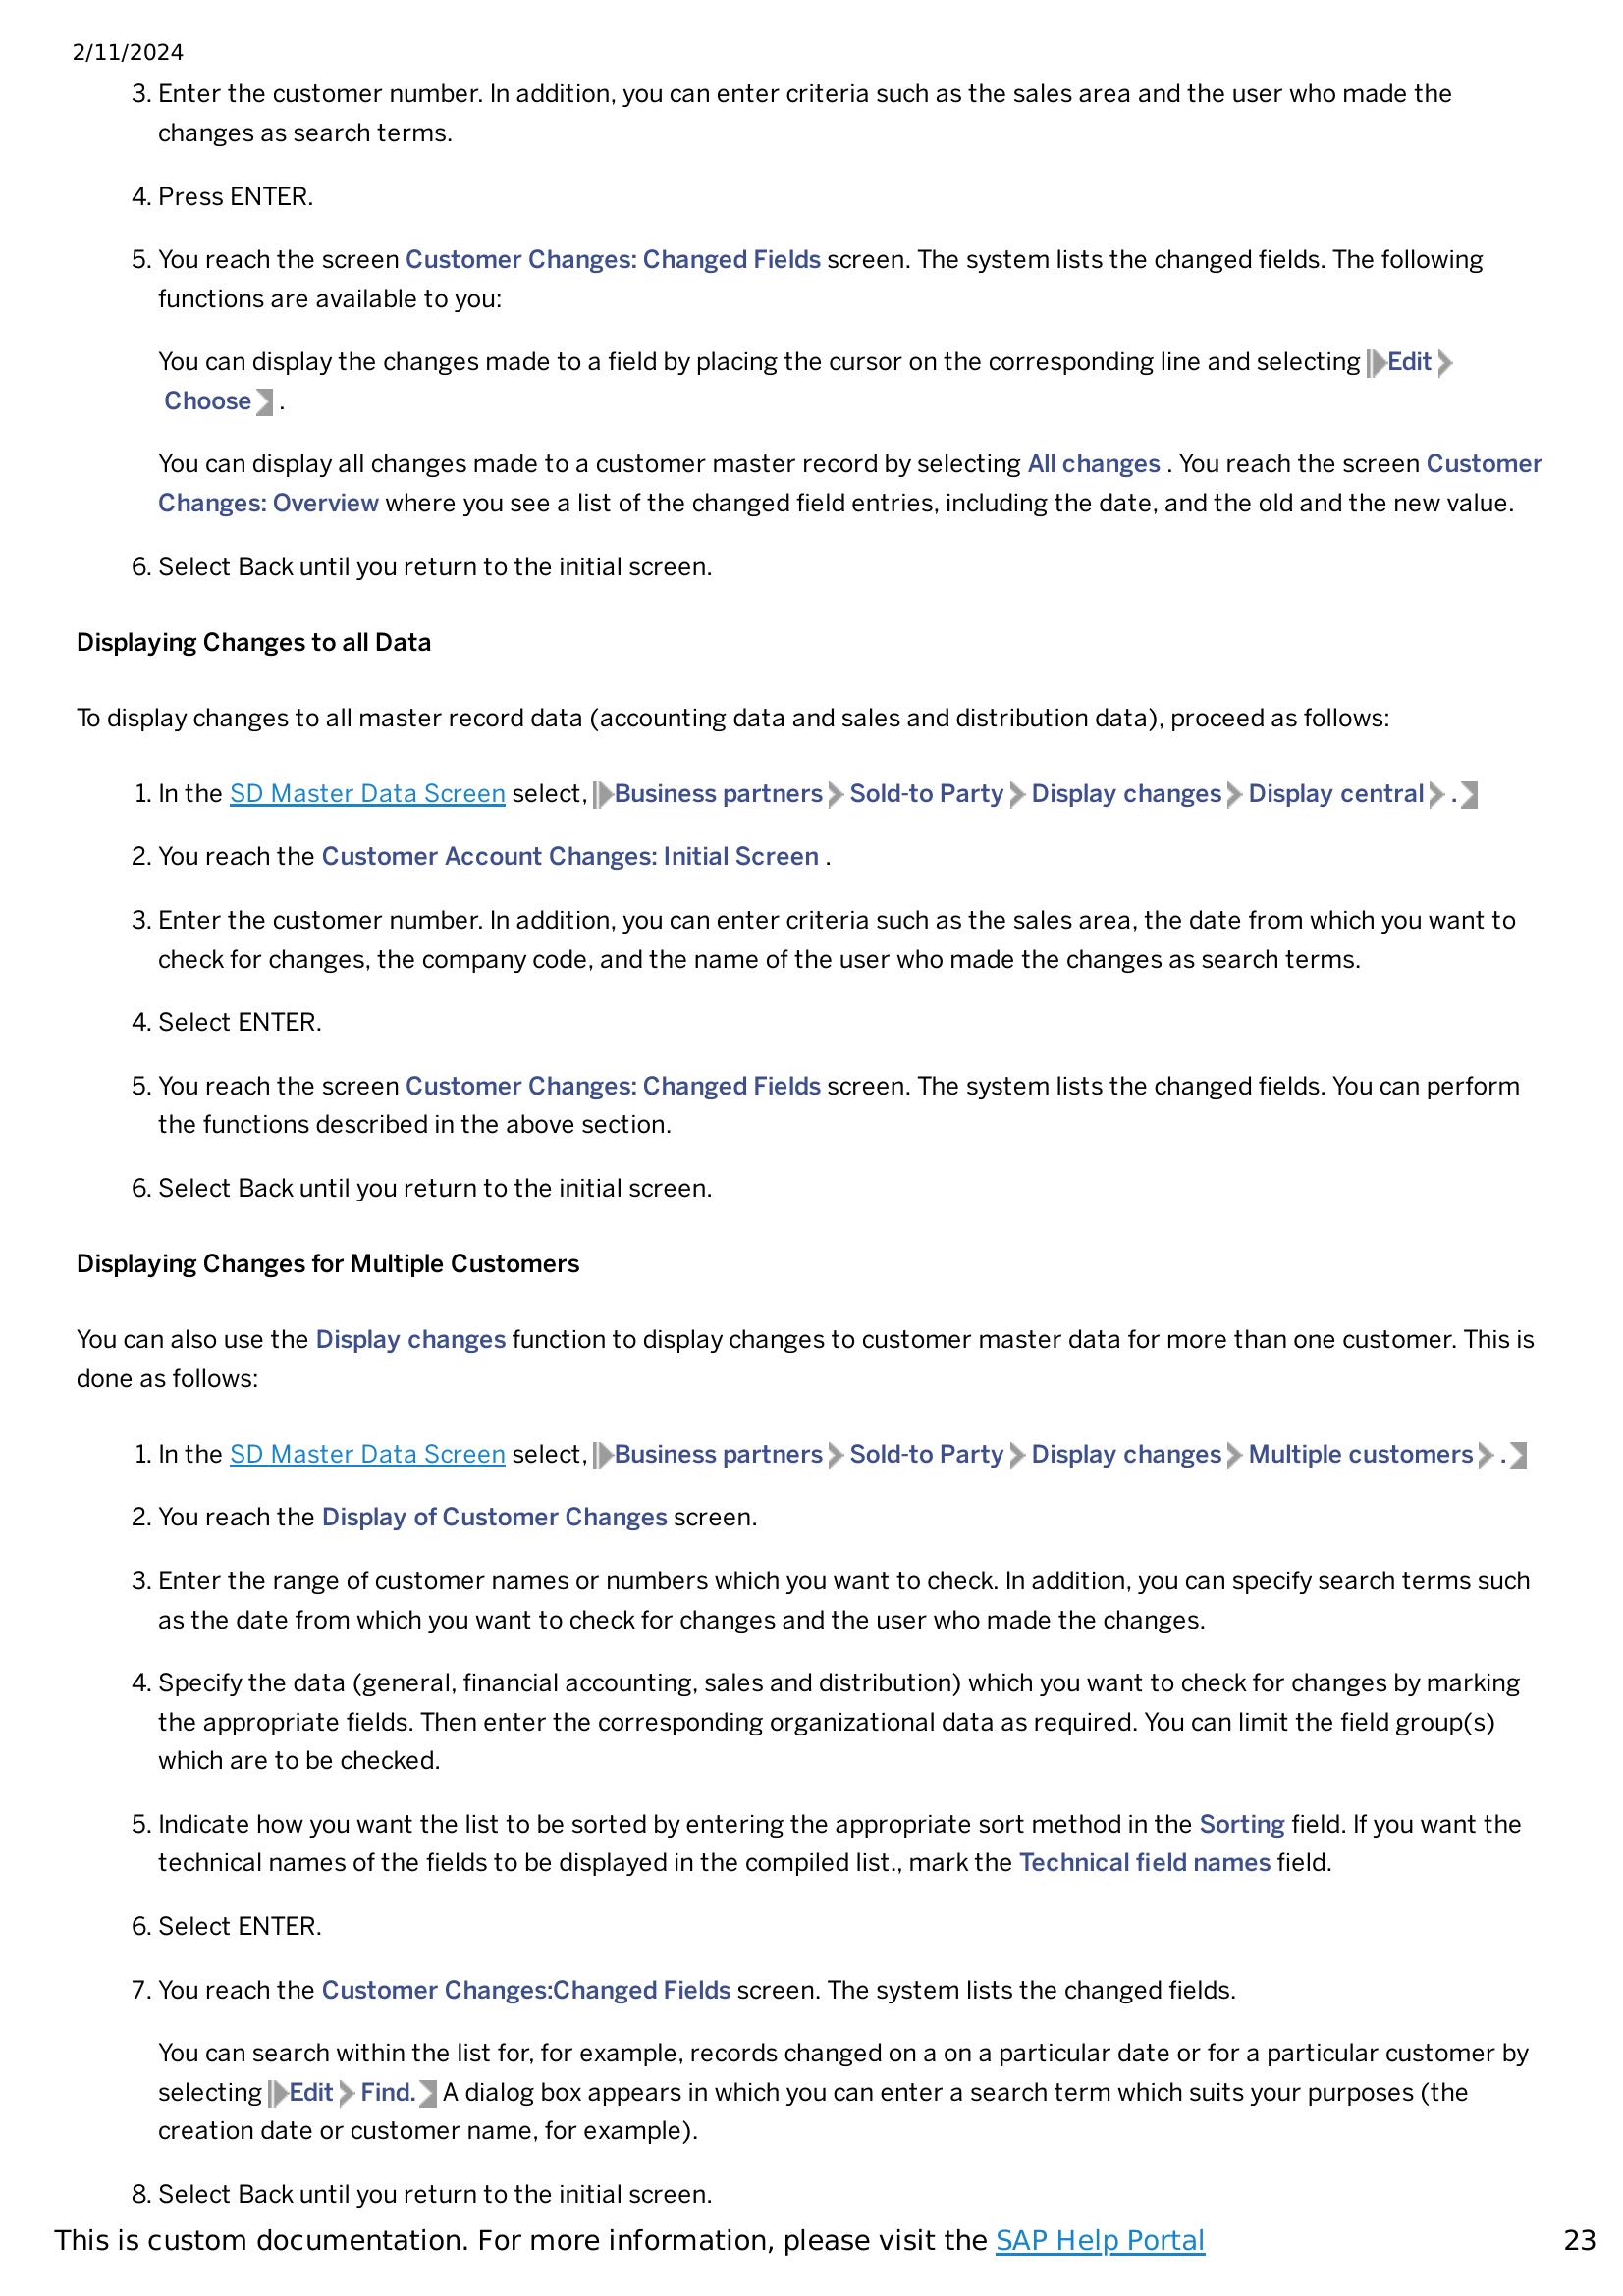 2/11/2024
3. Enter the customer number. In addition, you can enter criteria such as the sales area and the user who made the
changes as search terms.
4. Press ENTER.
5. You reach the screen Customer Changes: Changed Fields screen. The system lists the changed fields. The following
functions are available to you:
You can display the changes made to a field by placing the cursor on the corresponding line and selecting Edit
Choose .
You can display all changes made to a customer master record by selecting All changes . You reach the screen Customer
Changes: Overview where you see a list of the changed field entries, including the date, and the old and the new value.
6. Select Back until you return to the initial screen.
Displaying Changes to all Data
To display changes to all master record data (accounting data and sales and distribution data), proceed as follows:
1. In the SD Master Data Screen select, Business partners Sold-to Party Display changes Display central .
2. You reach the Customer Account Changes: Initial Screen .
3. Enter the customer number. In addition, you can enter criteria such as the sales area, the date from which you want to
check for changes, the company code, and the name of the user who made the changes as search terms.
4. Select ENTER.
5. You reach the screen Customer Changes: Changed Fields screen. The system lists the changed fields. You can perform
the functions described in the above section.
6. Select Back until you return to the initial screen.
Displaying Changes for Multiple Customers
You can also use the Display changes function to display changes to customer master data for more than one customer. This is
done as follows:
1. In the SD Master Data Screen select, Business partners Sold-to Party Display changes Multiple customers .
2. You reach the Display of Customer Changes screen.
3. Enter the range of customer names or numbers which you want to check. In addition, you can specify search terms such
as the date from which you want to check for changes and the user who made the changes.
4. Specify the data (general, financial accounting, sales and distribution) which you want to check for changes by marking
the appropriate fields. Then enter the corresponding organizational data as required. You can limit the field group(s)
which are to be checked.
5. Indicate how you want the list to be sorted by entering the appropriate sort method in the Sorting field. If you want the
technical names of the fields to be displayed in the compiled list., mark the Technical field names field.
6. Select ENTER.
7. You reach the Customer Changes:Changed Fields screen. The system lists the changed fields.
You can search within the list for, for example, records changed on a on a particular date or for a particular customer by
selecting Edit Find. A dialog box appears in which you can enter a search term which suits your purposes (the
creation date or customer name, for example).
8. Select Back until you return to the initial screen.
This is custom documentation. For more information, please visit the SAP Help Portal 23